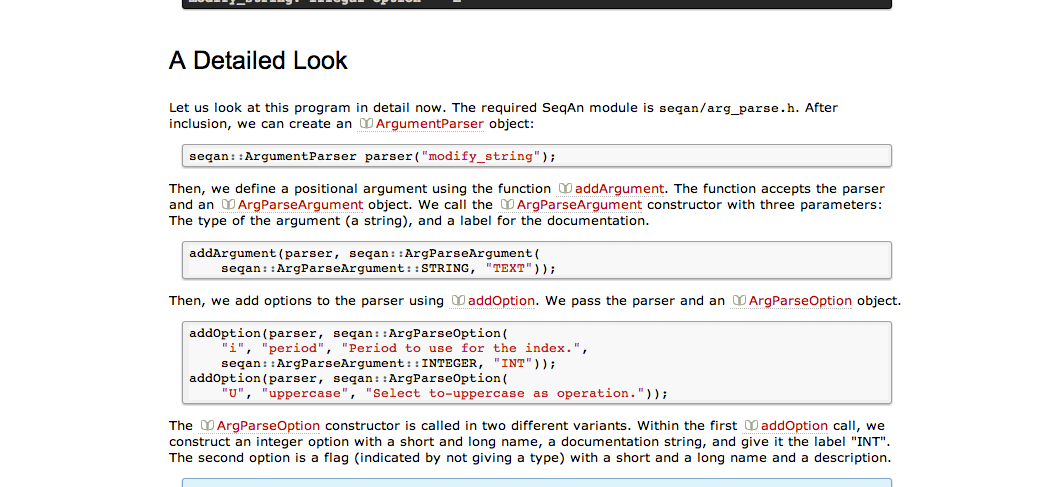 A Detailed Look
Let us look at this program in detail now. The required SeqAn module is seqan/arg_parse.h. After
inclusion, we can create an ArgumentParser object:
seqan::ArgumentParser parser("modify_string");
Then, we define a positional argument using the function addArgument. The function accepts the parser
and an ArgParseArgument object. We call the ArgParseArgument constructor with three parameters:
The type of the argument (a string), and a label for the documentation.
addArgument(parser, seqan::ArgParseArgument(
    seqan::ArgParseArgument::STRING, "TEXT"));
Then, we add options to the parser using addOption. We pass the parser and an ArgParseOption object.
addOption(parser, seqan::ArgParseOption(
    "i", "period", "Period to use for the index.",
    seqan::ArgParseArgument::INTEGER, "INT"));
addOption(parser, seqan::ArgParseOption(
    "U", "uppercase", "Select to-uppercase as operation."));
The ArgParseOption constructor is called in two different variants. Within the first addOption call, we
construct an integer option with a short and long name, a documentation string, and give it the label "INT".
The second option is a flag (indicated by not giving a type) with a short and a long name and a description.